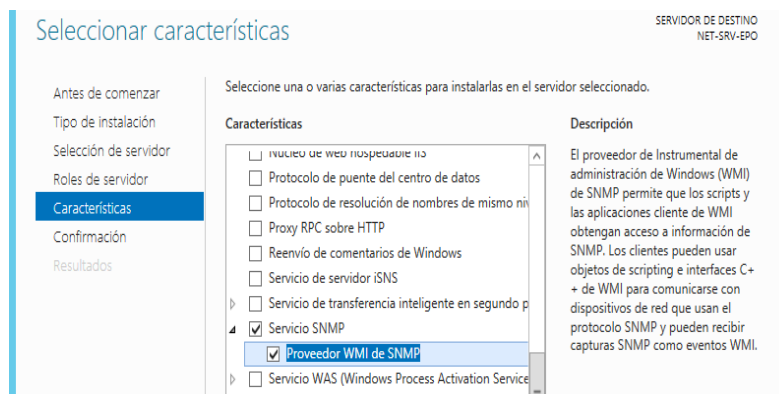 Seleccionar características
SERVIDOR DE DESTINO
NET-SRV-EPO
Antes de comenzar
Tipo de instalación
Selección de servidor
Roles de servidor
Características
Confirmación
Resultados
Seleccione una o varias características para instalarlas en el servidor seleccionado.
Características
Núcleo de web hospedable IIS
Protocolo de puente del centro de datos
Protocolo de resolución de nombres de mismo niv
Proxy RPC sobre HTTP
Reenvío de comentarios de Windows
Servicio de servidor iSNS
Servicio de transferencia inteligente en segundo p
Servicio SNMP
Proveedor WMI de SNMP
Servicio WAS (Windows Process Activation Service
Descripción
El proveedor de Instrumental de
administración de Windows (WMI)
de SNMP permite que los scripts y
las aplicaciones cliente de WMI
obtengan acceso a información de
SNMP. Los clientes pueden usar
objetos de scripting e interfaces C+
+ de WMI para comunicarse con
dispositivos de red que usan el
protocolo SNMP y pueden recibir
capturas SNMP como eventos WMI.